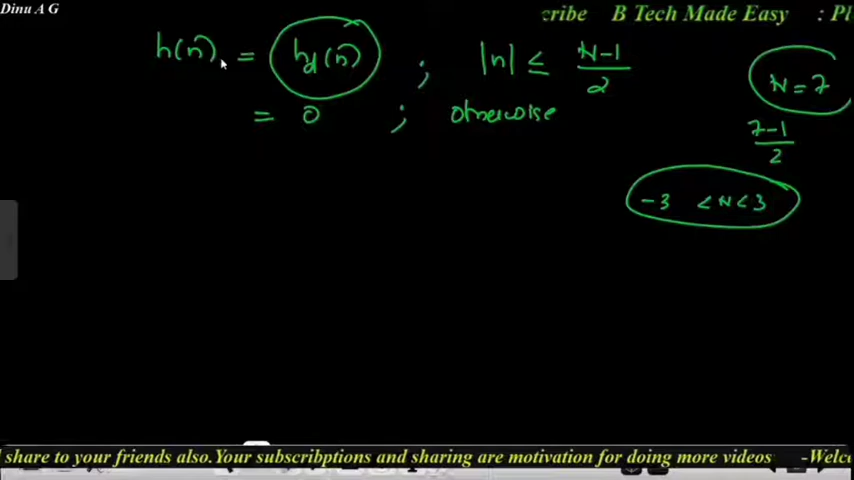 Dinu A G
cribe B Tech Made Easy : Pl
h(n) = hd(n) ; |n| ≤ N-1/2
= 0 ; otherwise
N = 7
7-1/2
-3 < N < 3
share to your friends also.Your subscribptions and sharing are motivation for doing more videos -Welc